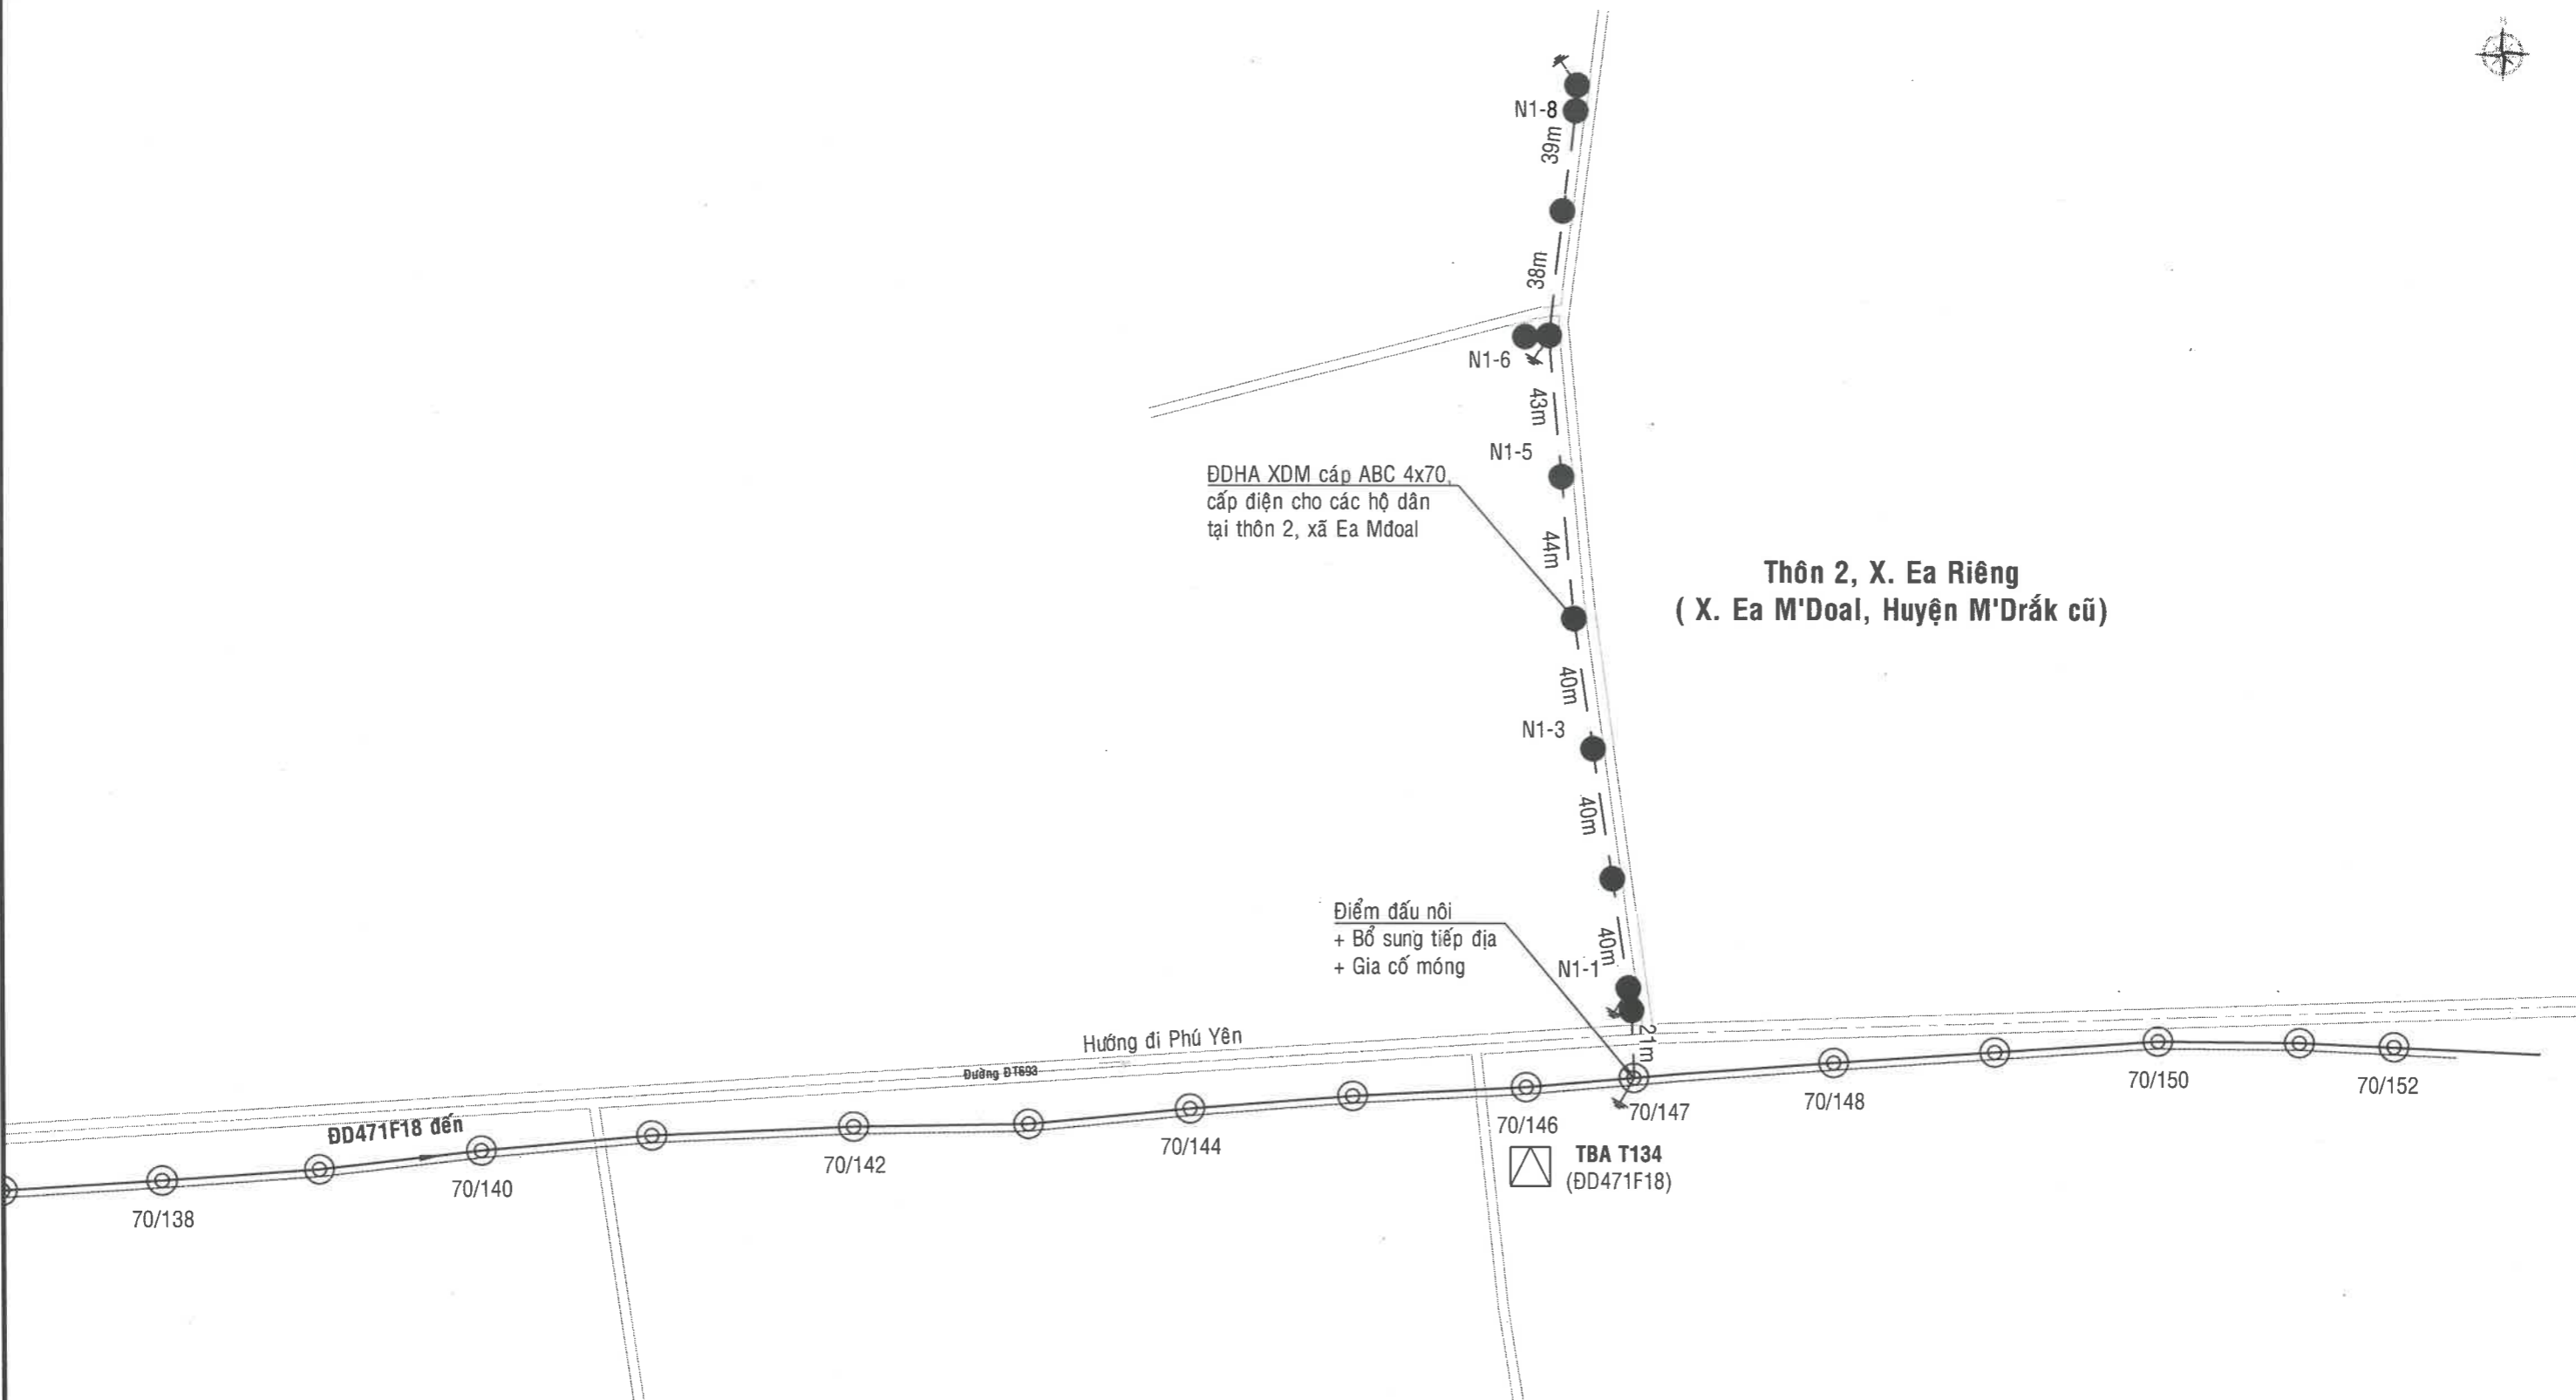 N1-8
39m
38m
N1-6
43m
N1-5
ĐDHA XDM cáp ABC 4x70,
cấp điện cho các hộ dân
tại thôn 2, xã Ea Mđoal
44m
Thôn 2, X. Ea Riêng
( X. Ea M'Doal, Huyện M'Drắk cũ)
40m
N1-3
40m
Điểm đấu nôi
+ Bổ sung tiếp địa
+ Gia cố móng
40m
N1-1
21m
Hướng đi Phú Yên
Đường ĐT693
ĐD471F18 đến
70/138
70/140
70/142
70/144
70/146
70/147
70/148
70/150
70/152
TBA T134
(ĐD471F18)